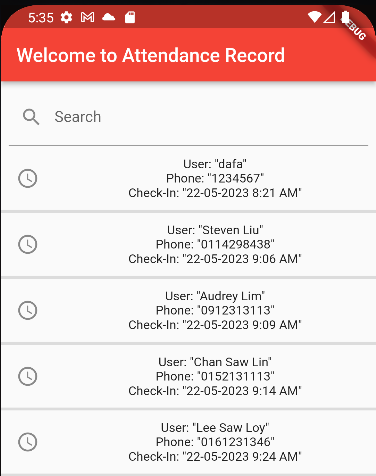 5:35
DEBUG
Welcome to Attendance Record
Search
User: "dafa"
Phone: "1234567"
Check-In: "22-05-2023 8:21 AM"
User: "Steven Liu"
Phone: "0114298438"
Check-In: "22-05-2023 9:06 AM"
User: "Audrey Lim"
Phone: "0912313113"
Check-In: "22-05-2023 9:09 AM"
User: "Chan Saw Lin"
Phone: "0152131113"
Check-In: "22-05-2023 9:14 AM"
User: "Lee Saw Loy"
Phone: "0161231346"
Check-In: "22-05-2023 9:24 AM"